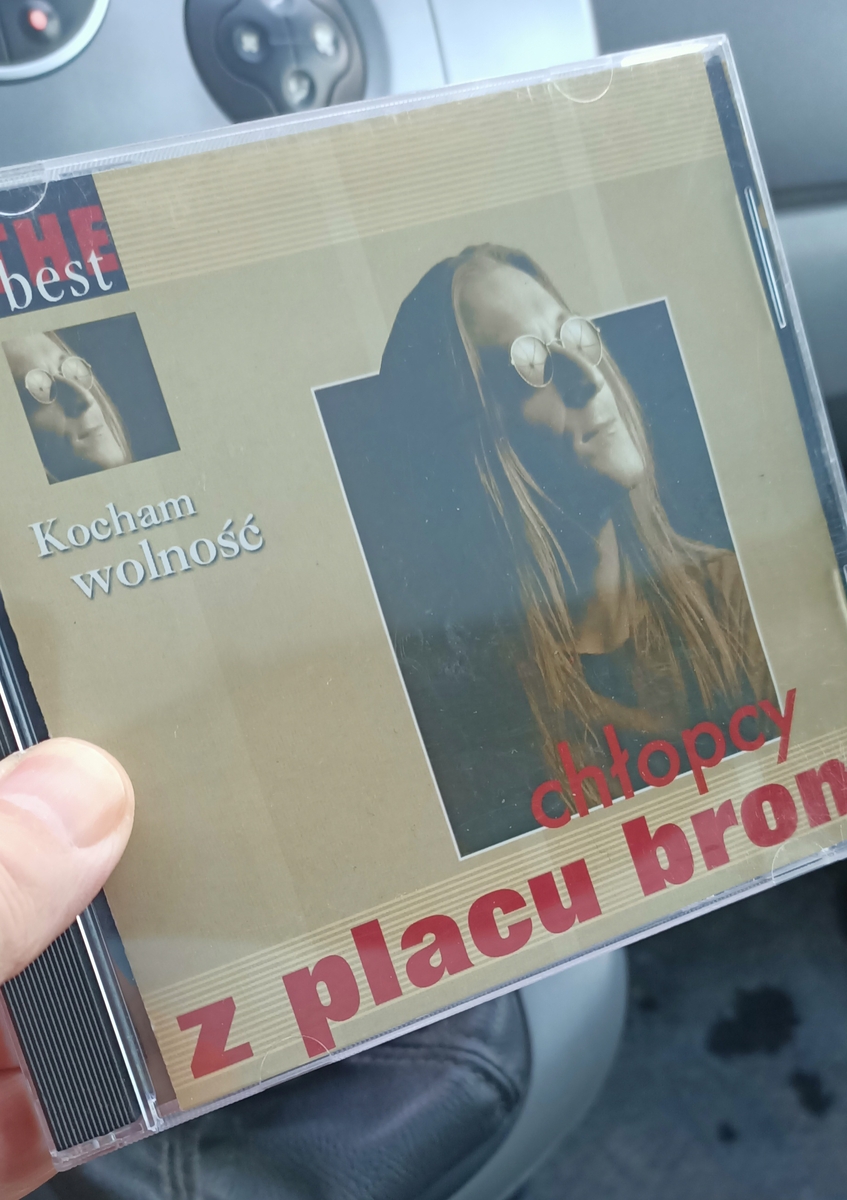 THE
best
Kocham
wolność
chłopcy
z placu bron